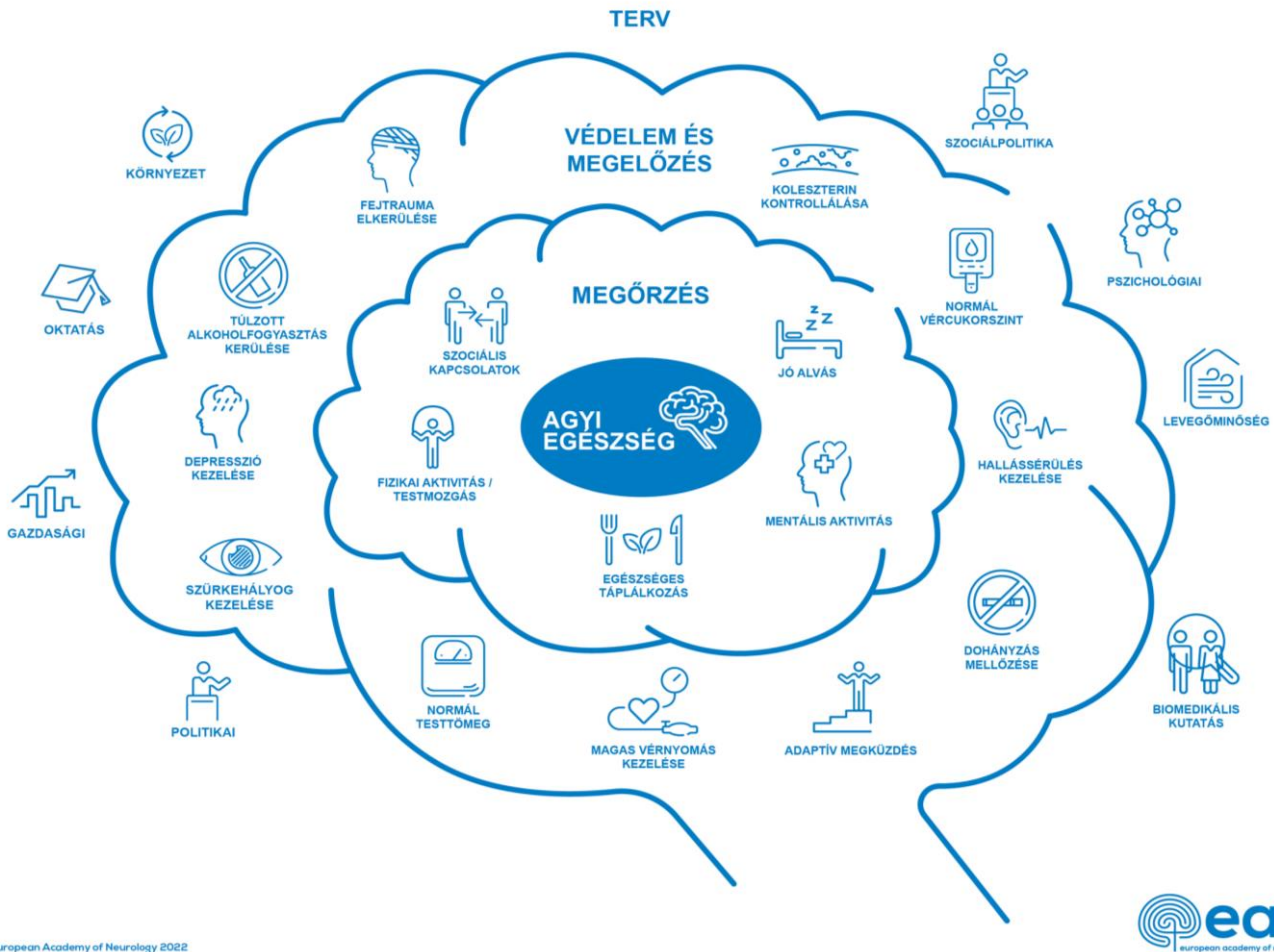 TERV
VÉDELEM ÉS
MEGELŐZÉS
SZOCIÁLPOLITIKA
KÖRNYEZET
FEJTRAUMA
ELKERÜLÉSE
KOLESZTERIN
KONTROLLÁLÁSA
PSZICHOLÓGIAI
OKTATÁS
TÚLZOTT
ALKOHOLFOGYASZTÁS
KERÜLÉSE
MEGŐRZÉS
NORMÁL
VÉRCUKORSZINT
SZOCIÁLIS
KAPCSOLATOK
Z Z Z
JÓ ALVÁS
LEVEGŐMINŐSÉG
AGYI
EGÉSZSÉG
DEPRESSZIÓ
KEZELÉSE
FIZIKAI AKTIVITÁS /
TESTMOZGÁS
HALLÁSSÉRÜLÉS
KEZELÉSE
MENTÁLIS AKTIVITÁS
GAZDASÁGI
SZÜRKEHÁLYOG
KEZELÉSE
EGÉSZSÉGES
TÁPLÁLKOZÁS
DOHÁNYZÁS
MELLŐZÉSE
NORMÁL
TESTTÖMEG
POLITIKAI
MAGAS VÉRNYOMÁS
KEZELÉSE
ADAPTÍV MEGKÜZDÉS
BIOMEDIKÁLIS
KUTATÁS
uropean Academy of Neurology 2022
ea
european academy of